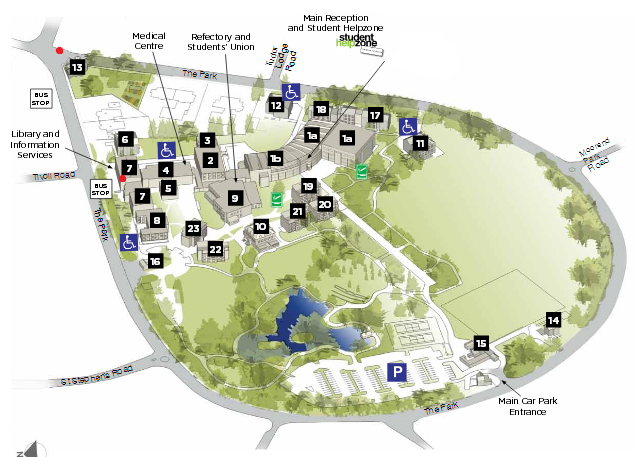 Main Reception
and Student Helpzone
student
helpzone
Medical
Centre
Refectory and
Students' Union
Tudor
Lodge
Road
The Park
13
BUS
STOP
12
18
17
1a
1a
11
Library and
Information
Services
6
3
2
1b
Moorend
Park
Road
7
4
5
Tivoli Road
BUS
STOP
7
9
19
20
21
The Park
8
23
10
22
16
14
15
P
St Stephen's Road
The Park
Main Car Park
Entrance
N